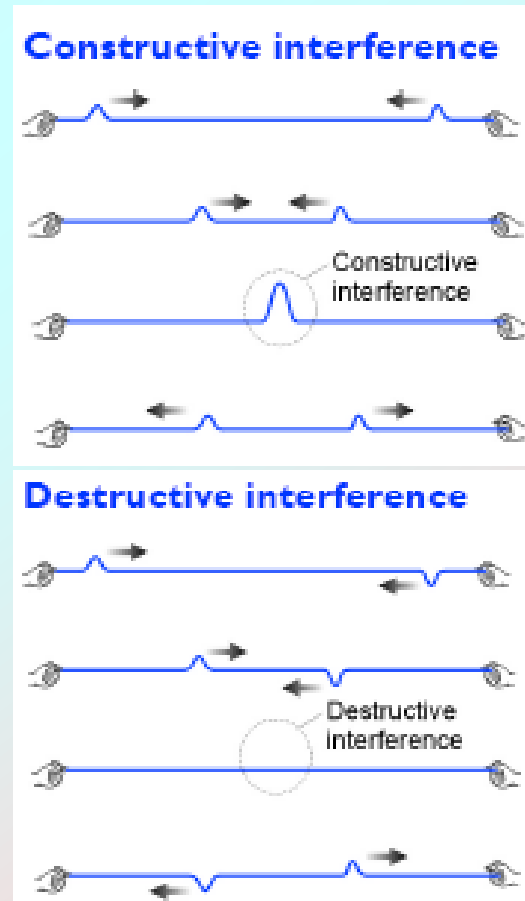 Constructive interference
Constructive
interference
Destructive interference
Destructive
interference